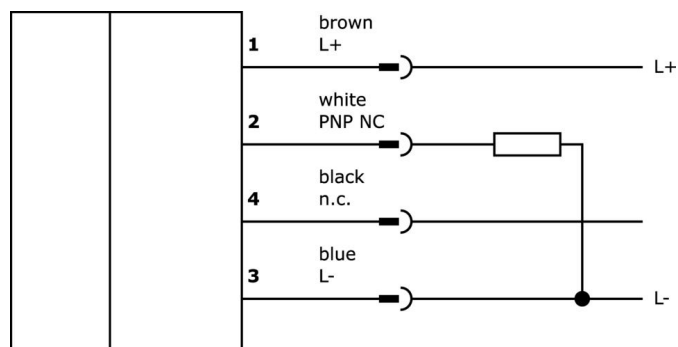 brown
1 L+
L+
white
2 PNP NC
black
4 n.c.
blue
3 L-
L-